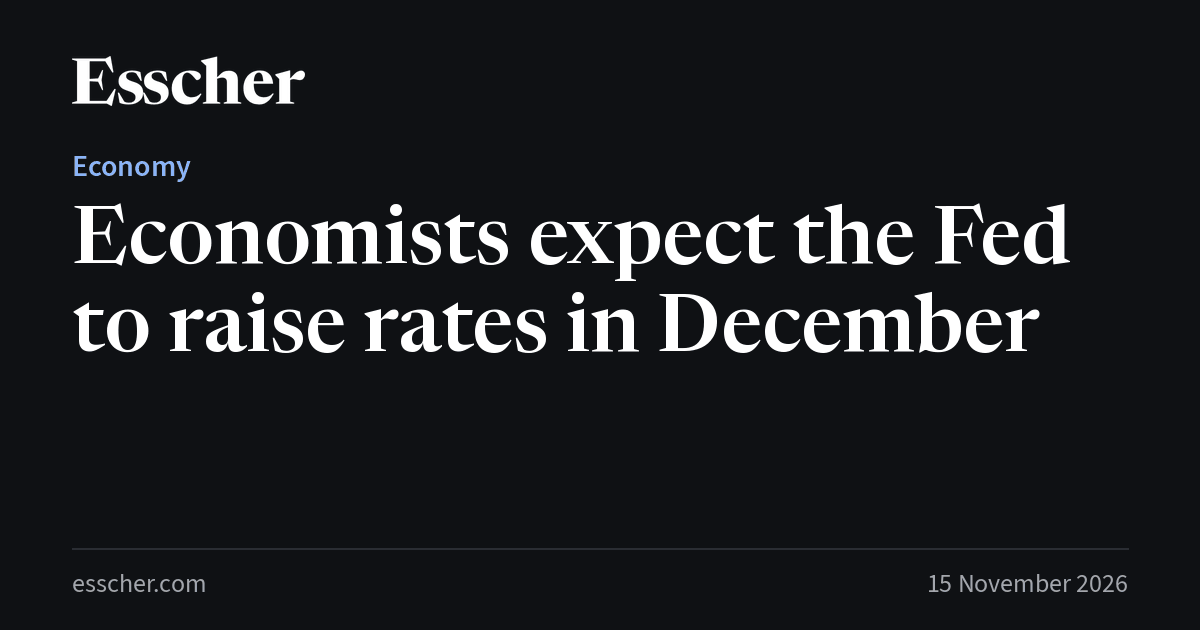 Esscher
Economy
Economists expect the Fed
to raise rates in December
esscher.com
15 November 2026